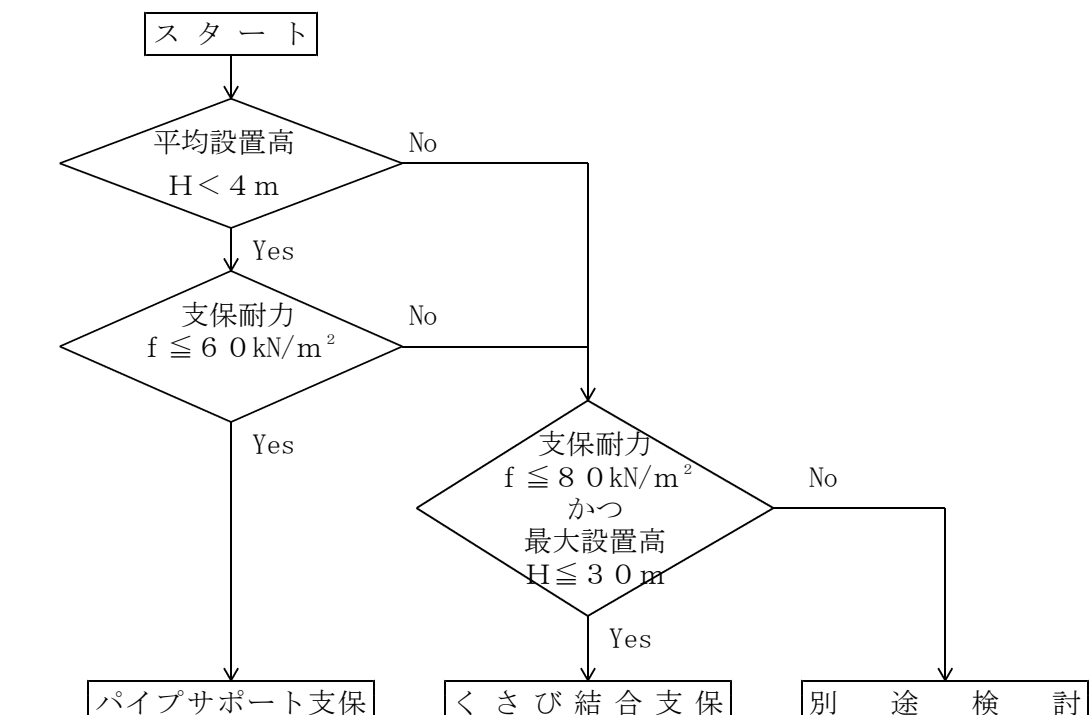 スタート
平均設置高
H＜４ｍ
No
Yes
支保耐力
f≦６０kN/m²
No
Yes
支保耐力
f≦８０kN/m²
かつ
最大設置高
H≦３０ｍ
No
Yes
パイプサポート支保
くさび結合支保
別途検討